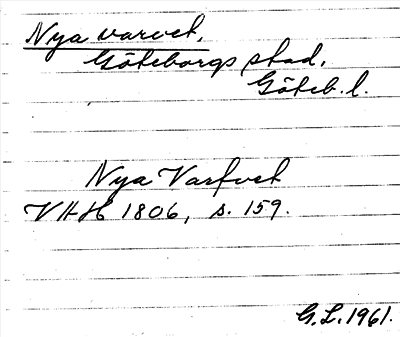 Nya varvet,
Göteborgs stad,
Göteb. l.
Nya Varfvet
VHH 1806, s. 159.
G.L. 1961.